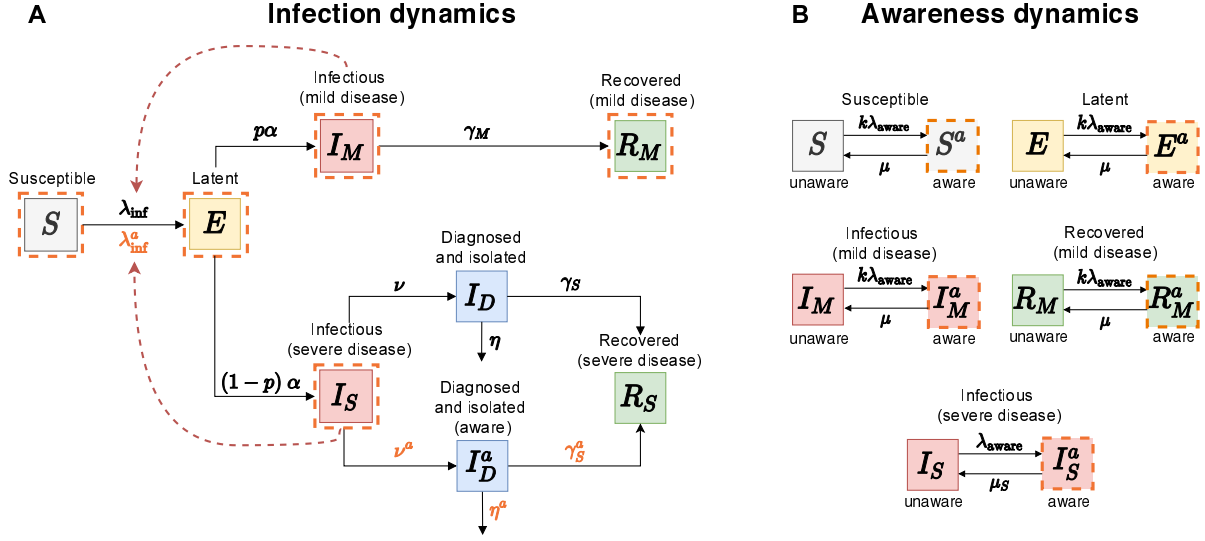 A
Infection dynamics
Infectious
(mild disease)
I_M
Recovered
(mild disease)
R_M
pα
γ_M
Susceptible
S
λ_inf
λ^a_inf
Latent
E
(1 − p) α
Infectious
(severe disease)
I_S
ν
Diagnosed
and isolated
I_D
γ_S
η
Recovered
(severe disease)
R_S
Diagnosed
and isolated
(aware)
ν^a
I^a_D
γ^a_S
η^a
B
Awareness dynamics
Susceptible
S
kλ_aware
μ
S^a
unaware
aware
Latent
E
kλ_aware
μ
E^a
unaware
aware
Infectious
(mild disease)
I_M
kλ_aware
μ
I^a_M
unaware
aware
Recovered
(mild disease)
R_M
kλ_aware
μ
R^a_M
unaware
aware
Infectious
(severe disease)
I_S
λ_aware
μ_S
I^a_S
unaware
aware